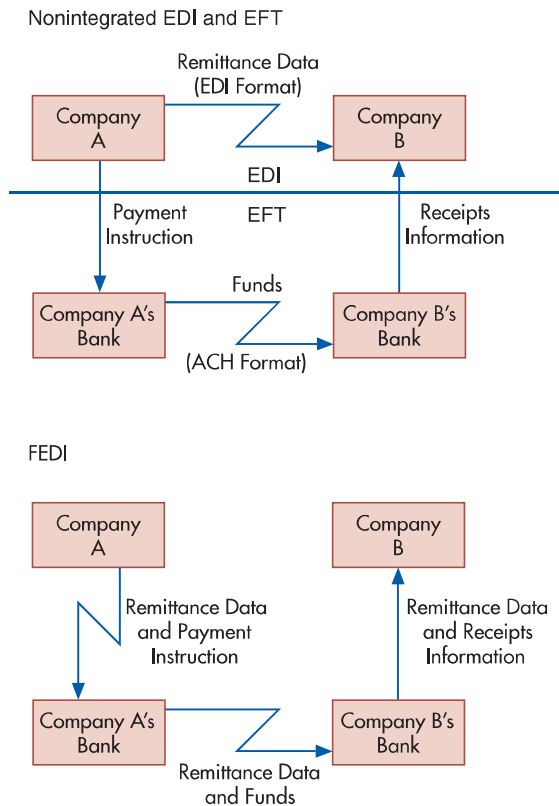 Nonintegrated EDI and EFT
Remittance Data
(EDI Format)
Company
A
Company
B
EDI
EFT
Payment
Instruction
Receipts
Information
Company A's
Bank
Funds
(ACH Format)
Company B's
Bank
FEDI
Company
A
Company
B
Remittance Data
and Payment
Instruction
Remittance Data
and Receipts
Information
Company A's
Bank
Company B's
Bank
Remittance Data
and Funds